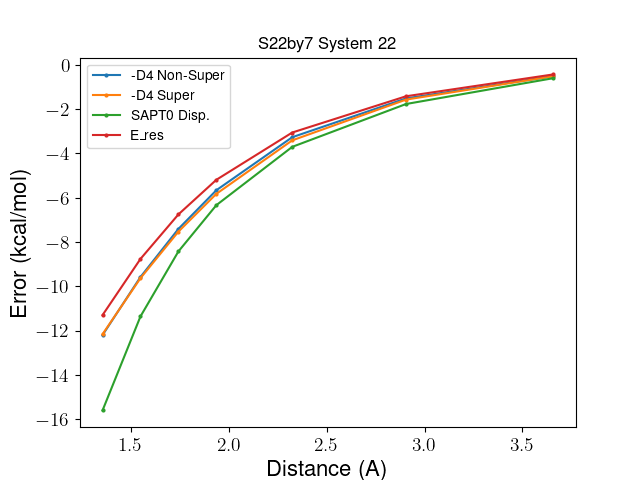 S22by7 System 22
-D4 Non-Super
-D4 Super
SAPT0 Disp.
E_res
Error (kcal/mol)
0
−2
−4
−6
−8
−10
−12
−14
−16
1.5 2.0 2.5 3.0 3.5
Distance (A)